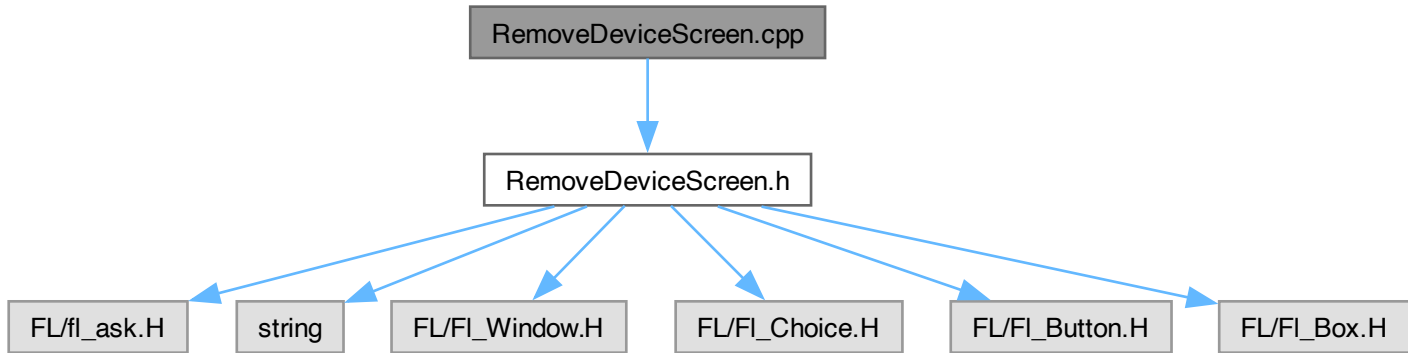 RemoveDeviceScreen.cpp
RemoveDeviceScreen.h
FL/fl_ask.H
string
FL/Fl_Window.H
FL/Fl_Choice.H
FL/Fl_Button.H
FL/Fl_Box.H